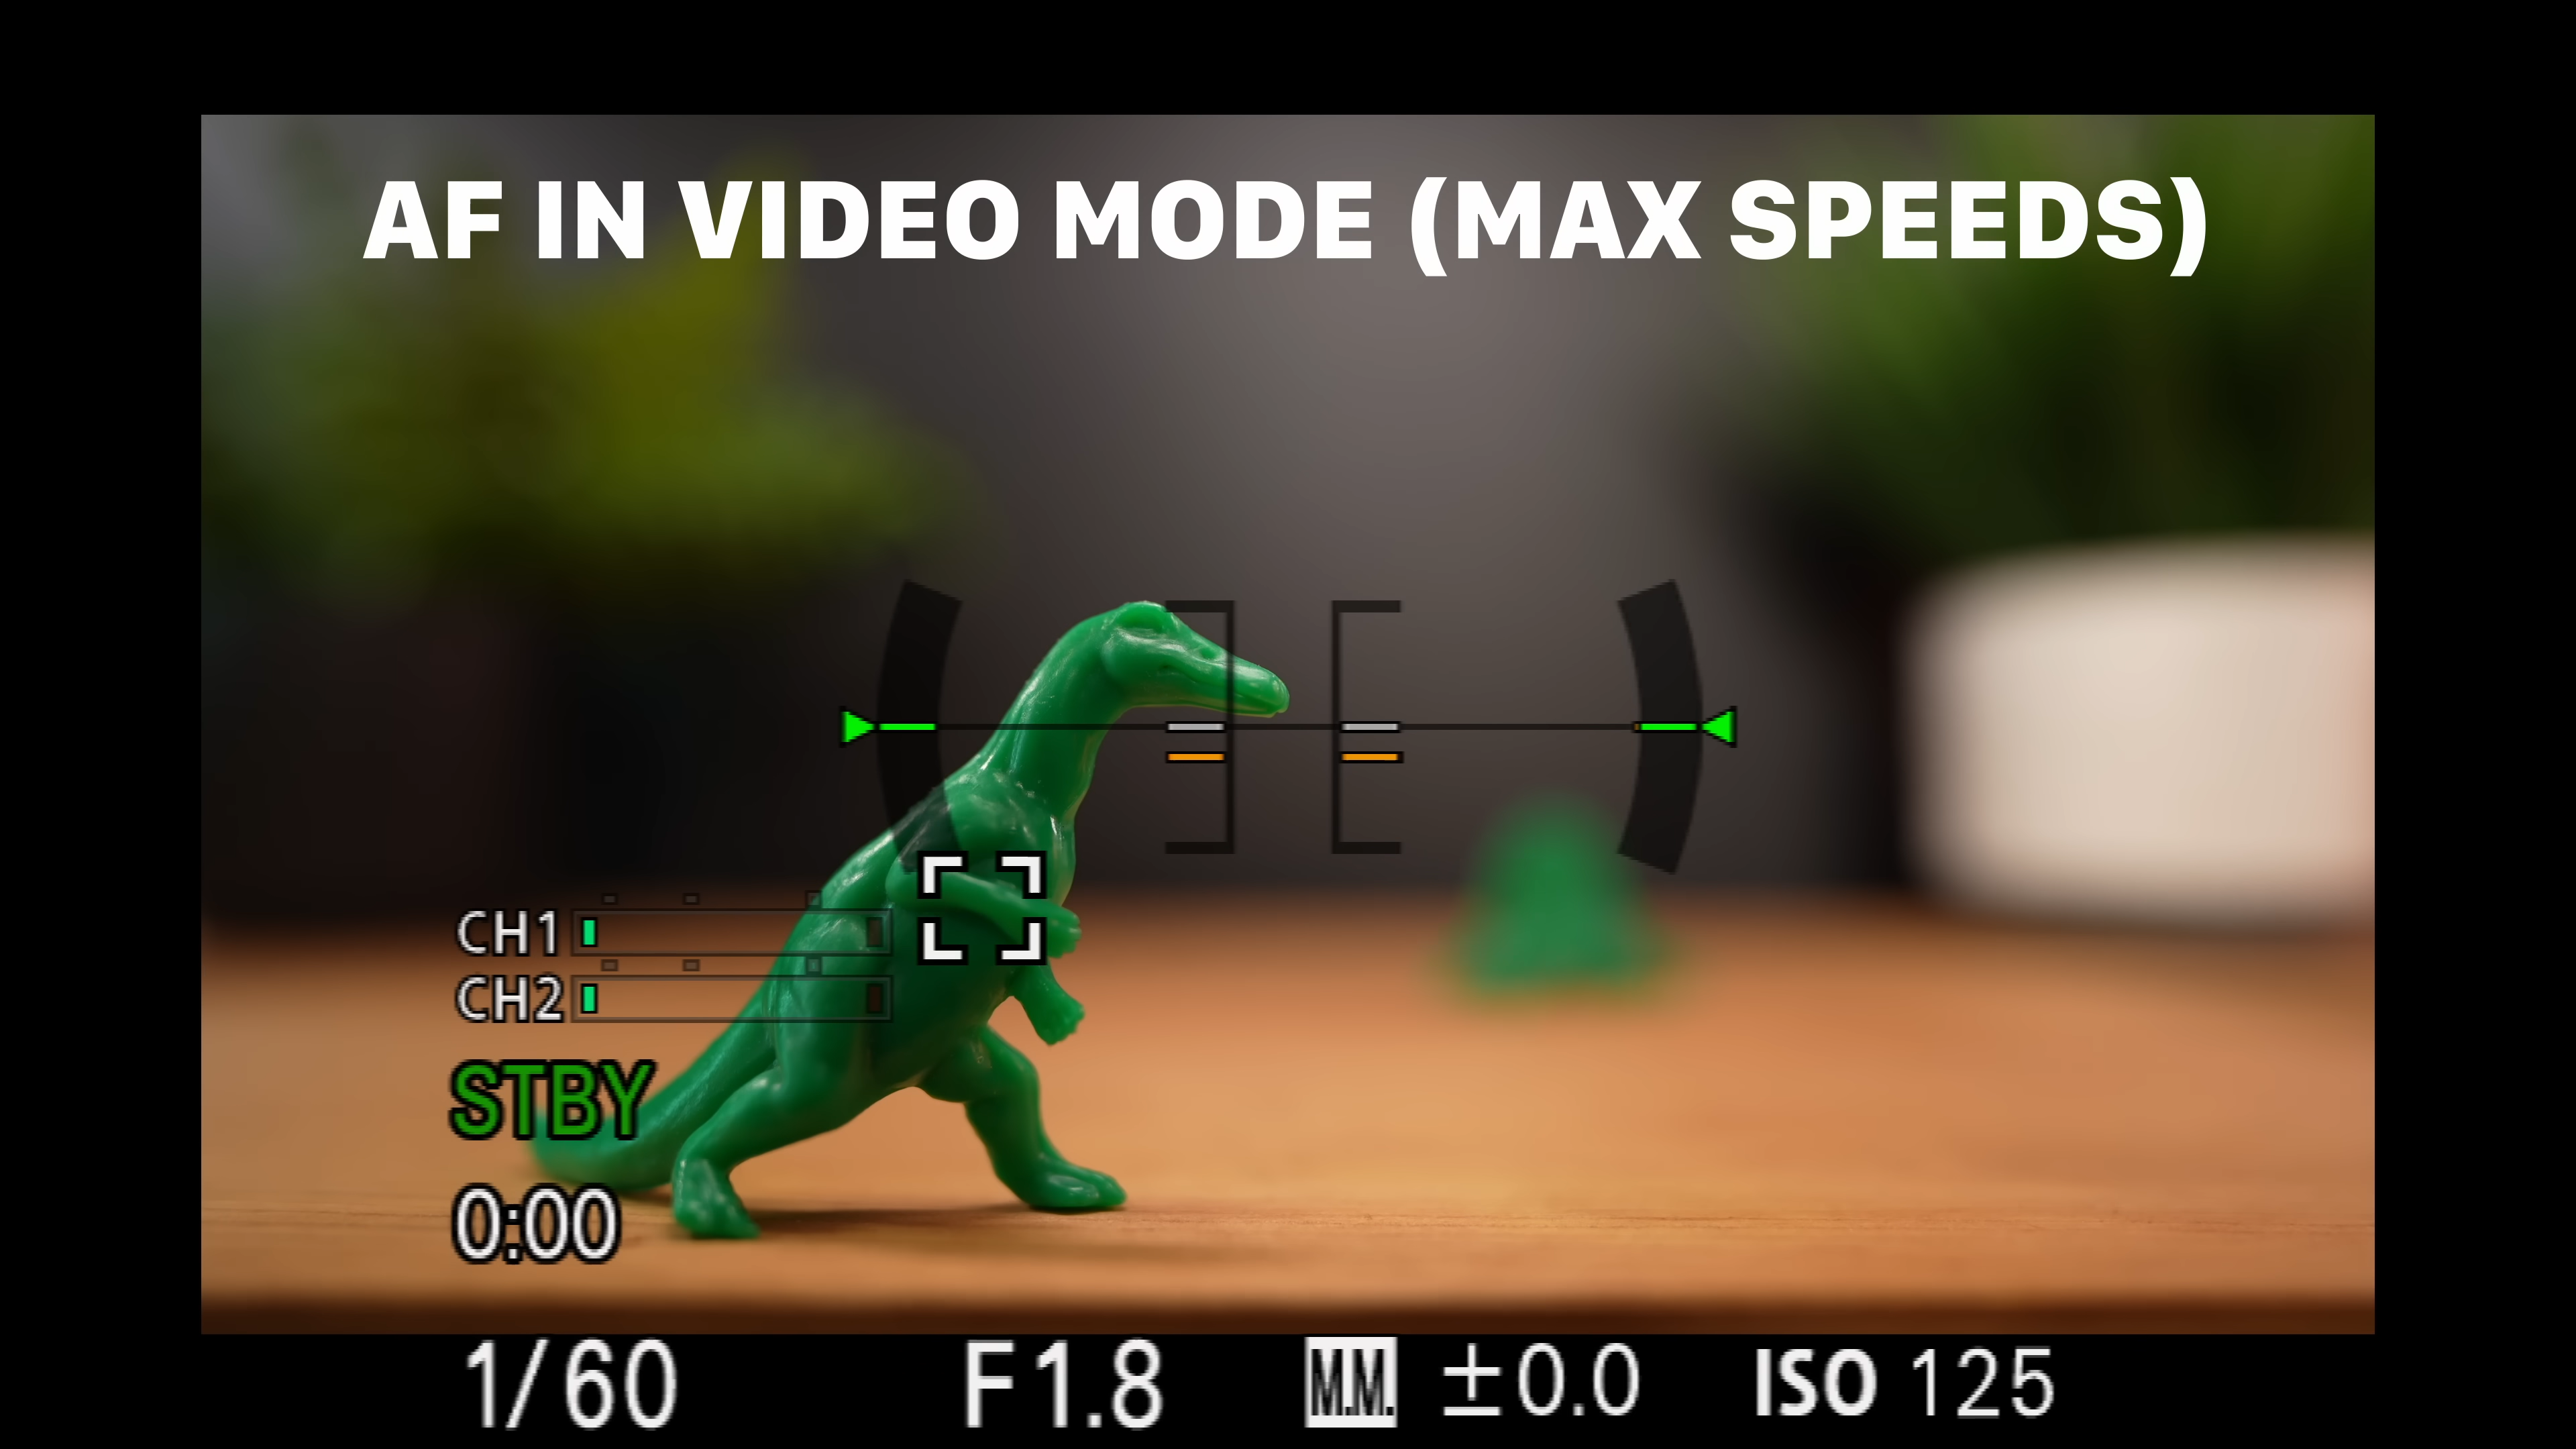 AF IN VIDEO MODE (MAX SPEEDS)
CH1
CH2
STBY
0:00
1/60 F1.8 M.M. ±0.0 ISO 125